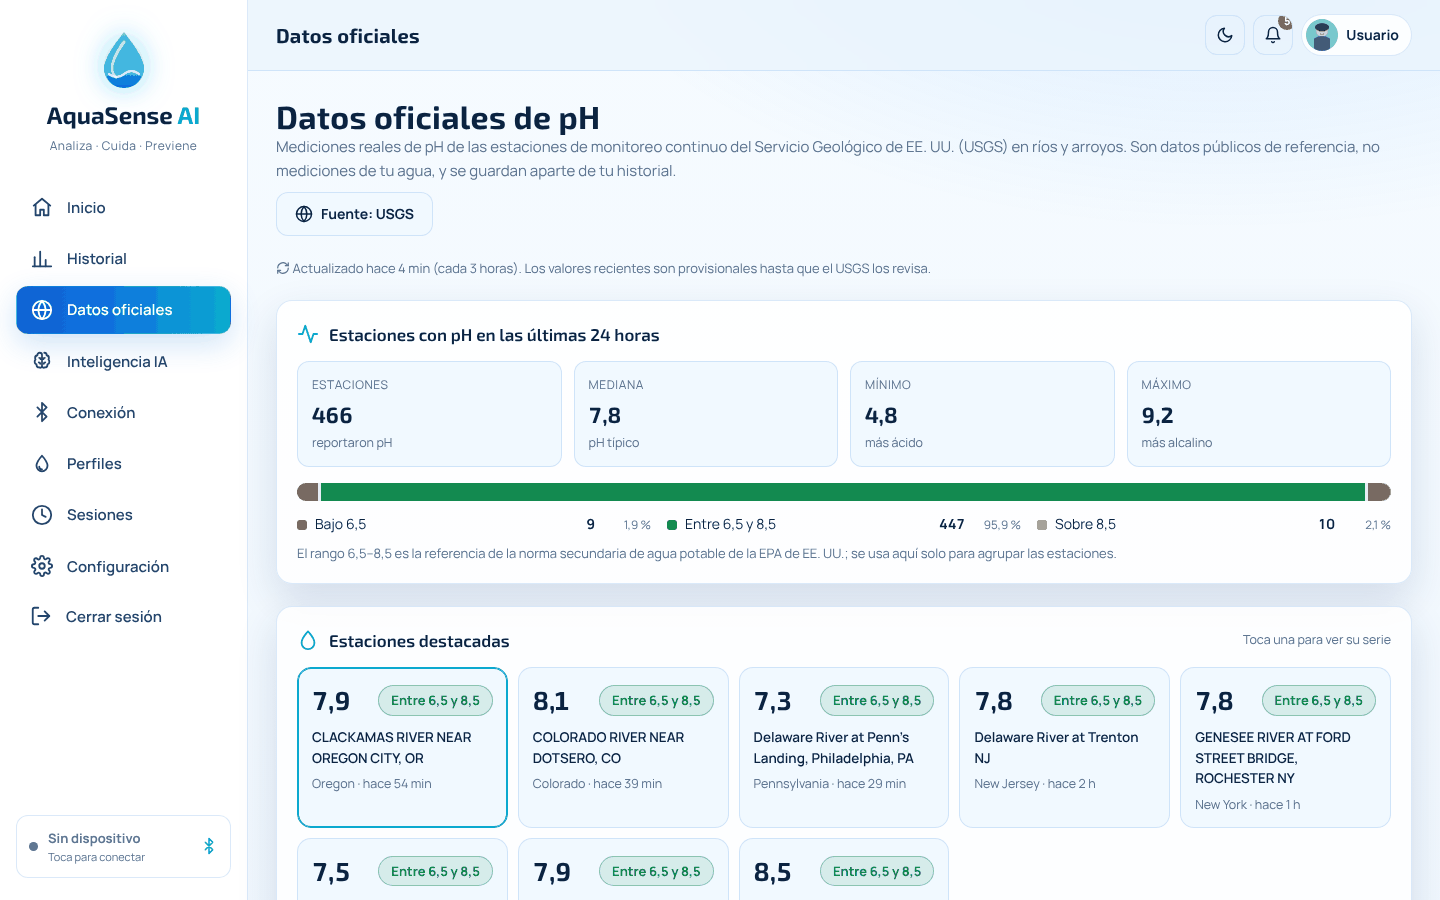 AquaSense AI
Analiza · Cuida · Previene
Inicio
Historial
Datos oficiales
Inteligencia IA
Conexión
Perfiles
Sesiones
Configuración
Cerrar sesión
Sin dispositivo
Toca para conectar
Datos oficiales
Usuario
Datos oficiales de pH
Mediciones reales de pH de las estaciones de monitoreo continuo del Servicio Geológico de EE. UU. (USGS) en ríos y arroyos. Son datos públicos de referencia, no
mediciones de tu agua, y se guardan aparte de tu historial.
Fuente: USGS
Actualizado hace 4 min (cada 3 horas). Los valores recientes son provisionales hasta que el USGS los revisa.
Estaciones con pH en las últimas 24 horas
ESTACIONES
466
reportaron pH
MEDIANA
7,8
pH típico
MÍNIMO
4,8
más ácido
MÁXIMO
9,2
más alcalino
Bajo 6,5 9 1,9 % Entre 6,5 y 8,5 447 95,9 % Sobre 8,5 10 2,1 %
El rango 6,5–8,5 es la referencia de la norma secundaria de agua potable de la EPA de EE. UU.; se usa aquí solo para agrupar las estaciones.
Estaciones destacadas
Toca una para ver su serie
7,9 Entre 6,5 y 8,5
CLACKAMAS RIVER NEAR
OREGON CITY, OR
Oregon · hace 54 min
8,1 Entre 6,5 y 8,5
COLORADO RIVER NEAR
DOTSERO, CO
Colorado · hace 39 min
7,3 Entre 6,5 y 8,5
Delaware River at Penn's
Landing, Philadelphia, PA
Pennsylvania · hace 29 min
7,8 Entre 6,5 y 8,5
Delaware River at Trenton
NJ
New Jersey · hace 2 h
7,8 Entre 6,5 y 8,5
GENESEE RIVER AT FORD
STREET BRIDGE,
ROCHESTER NY
New York · hace 1 h
7,5 Entre 6,5 y 8,5
7,9 Entre 6,5 y 8,5
8,5 Entre 6,5 y 8,5